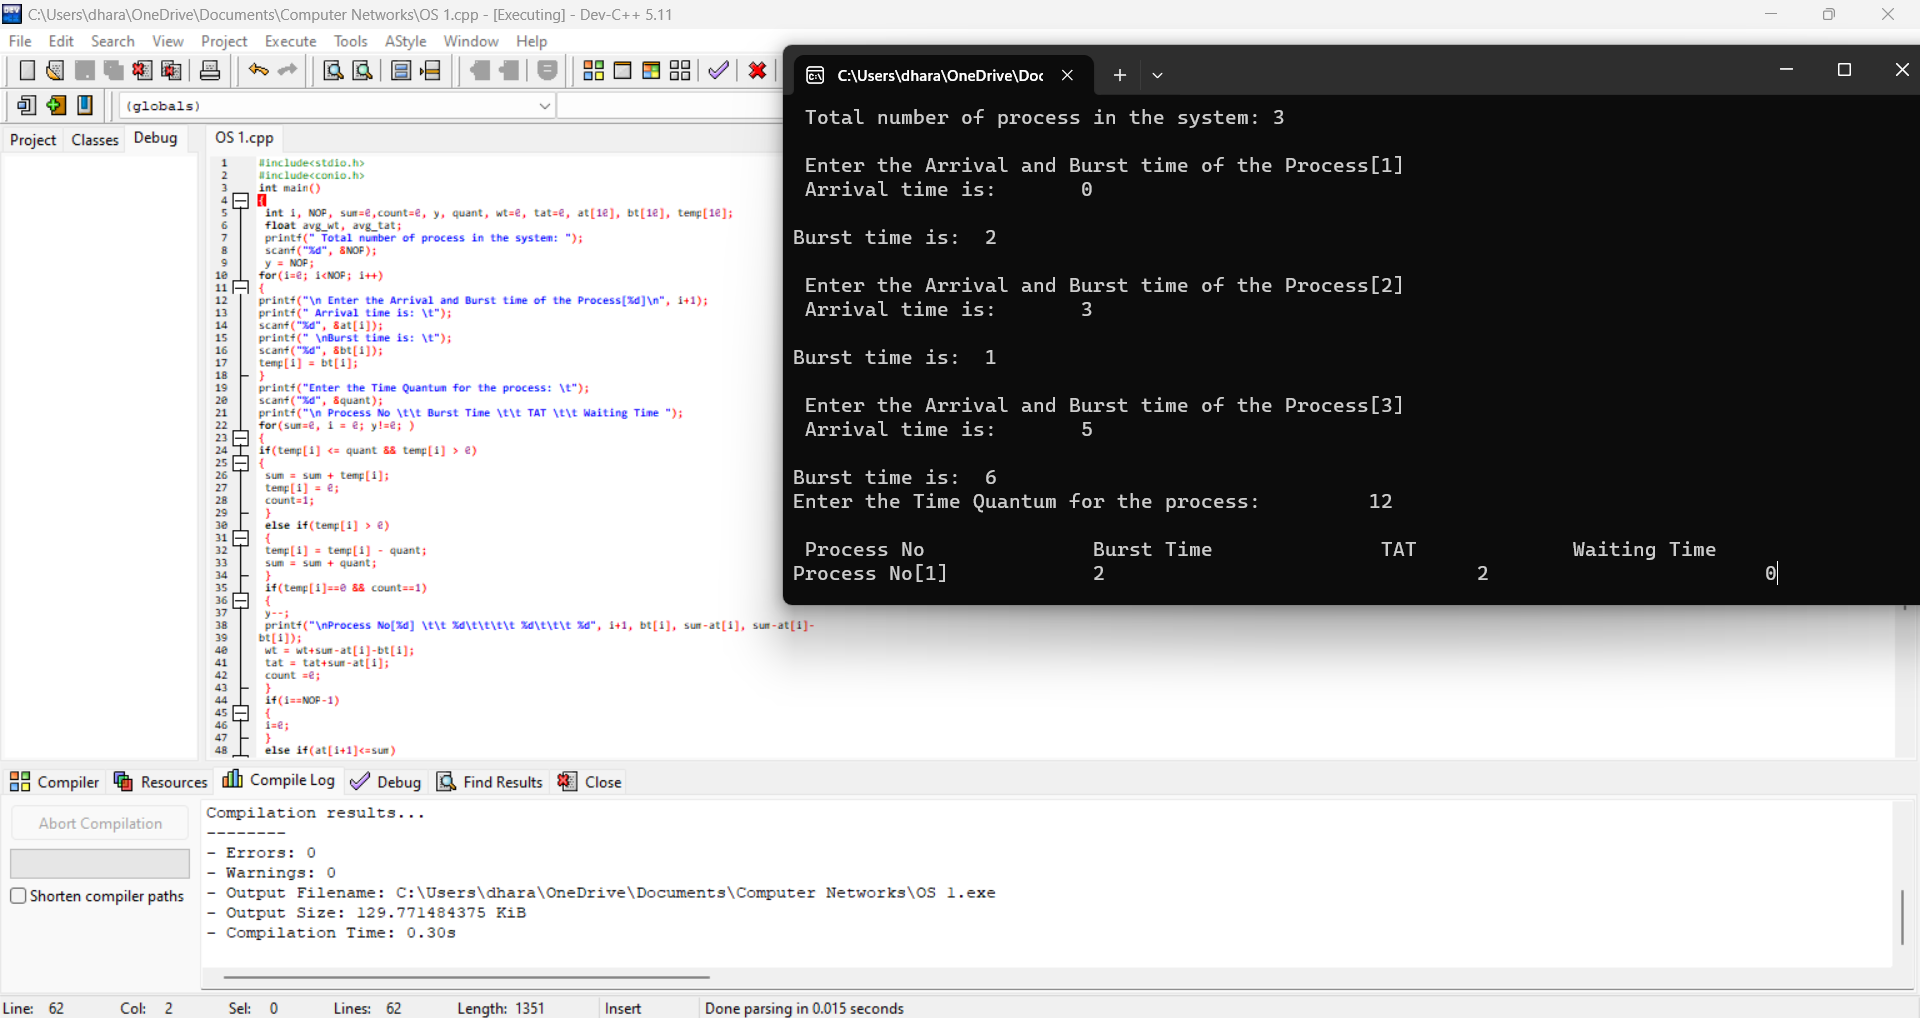 C:\Users\dhara\OneDrive\Documents\Computer Networks\OS 1.cpp - [Executing] - Dev-C++ 5.11
File Edit Search View Project Execute Tools AStyle Window Help
(globals)
Project Classes Debug
OS 1.cpp
1 #include<stdio.h>
2 #include<conio.h>
3 int main()
4 {
5 int i, NOP, sum=0,count=0, y, quant, wt=0, tat=0, at[10], bt[10], temp[10];
6 float avg_wt, avg_tat;
7 printf(" Total number of process in the system: ");
8 scanf("%d", &NOP);
9 y = NOP;
10 for(i=0; i<NOP; i++)
11 {
12 printf("\n Enter the Arrival and Burst time of the Process[%d]\n", i+1);
13 printf(" Arrival time is: \t");
14 scanf("%d", &at[i]);
15 printf(" \nBurst time is: \t");
16 scanf("%d", &bt[i]);
17 temp[i] = bt[i];
18 }
19 printf("Enter the Time Quantum for the process: \t");
20 scanf("%d", &quant);
21 printf("\n Process No \t\t Burst Time \t\t TAT \t\t Waiting Time ");
22 for(sum=0, i = 0; y!=0; )
23 {
24 if(temp[i] <= quant && temp[i] > 0)
25 {
26 sum = sum + temp[i];
27 temp[i] = 0;
28 count=1;
29 }
30 else if(temp[i] > 0)
31 {
32 temp[i] = temp[i] - quant;
33 sum = sum + quant;
34 }
35 if(temp[i]==0 && count==1)
36 {
37 y--;
38 printf("\nProcess No[%d] \t\t %d\t\t\t\t %d\t\t\t %d", i+1, bt[i], sum-at[i], sum-at[i]-
39 bt[i]);
40 wt = wt+sum-at[i]-bt[i];
41 tat = tat+sum-at[i];
42 count =0;
43 }
44 if(i==NOP-1)
45 {
46 i=0;
47 }
48 else if(at[i+1]<=sum)
C:\Users\dhara\OneDrive\Doc
Total number of process in the system: 3
Enter the Arrival and Burst time of the Process[1]
Arrival time is: 0
Burst time is: 2
Enter the Arrival and Burst time of the Process[2]
Arrival time is: 3
Burst time is: 1
Enter the Arrival and Burst time of the Process[3]
Arrival time is: 5
Burst time is: 6
Enter the Time Quantum for the process: 12
Process No Burst Time TAT Waiting Time
Process No[1] 2 2 0
Compiler Resources Compile Log Debug Find Results Close
Abort Compilation
Shorten compiler paths
Compilation results...
--------
- Errors: 0
- Warnings: 0
- Output Filename: C:\Users\dhara\OneDrive\Documents\Computer Networks\OS 1.exe
- Output Size: 129.771484375 KiB
- Compilation Time: 0.30s
Line: 62 Col: 2 Sel: 0 Lines: 62 Length: 1351 Insert Done parsing in 0.015 seconds